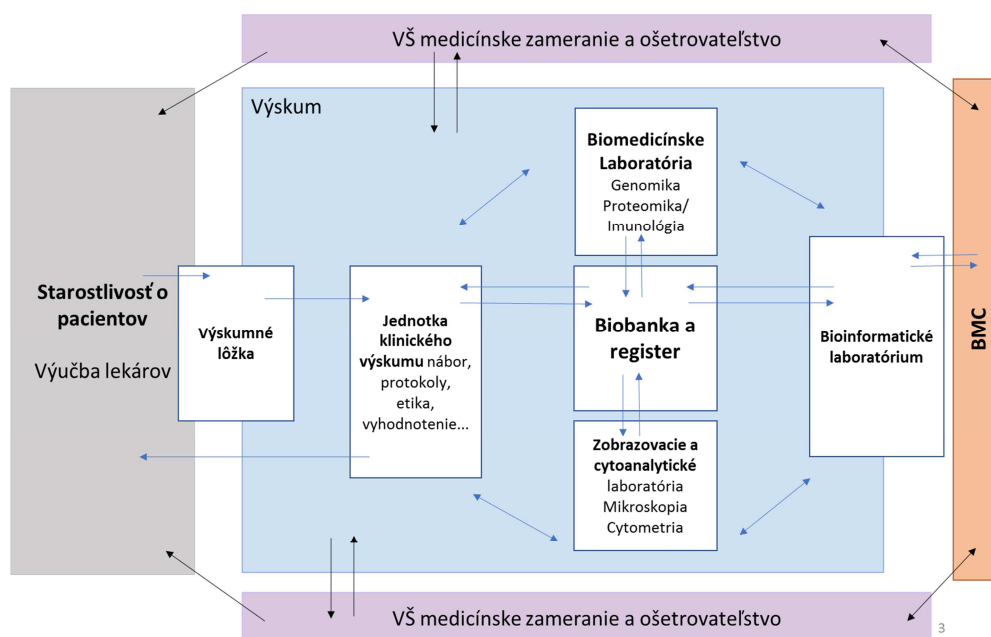 VŠ medicínske zameranie a ošetrovateľstvo
Výskum
Starostlivosť o
pacientov
Výučba lekárov
Výskumné
lôžka
Jednotka
klinického
výskumu nábor,
protokoly,
etika,
vyhodnotenie...
Biomedicínske
Laboratória
Genomika
Proteomika/
Imunológia
Biobanka a
register
Zobrazovacie a
cytoanalytické
laboratória
Mikroskopia
Cytometria
Bioinformatické
laboratórium
BMC
VŠ medicínske zameranie a ošetrovateľstvo
3